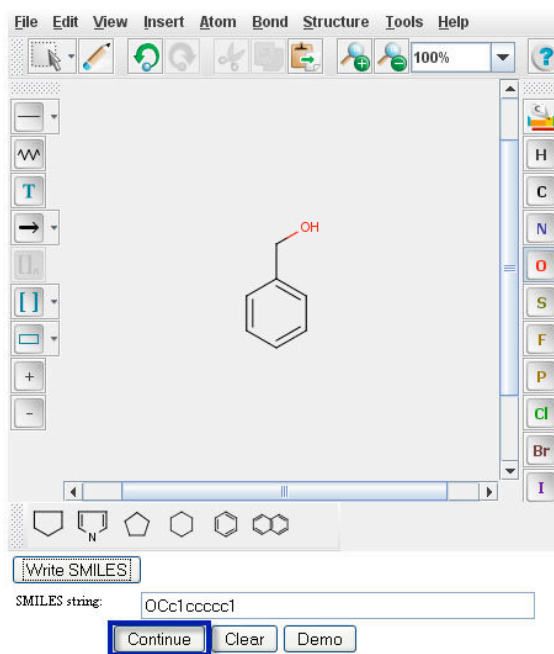 File Edit View Insert Atom Bond Structure Tools Help
100% ?
T
H
C
N
O
S
F
P
Cl
Br
I
OH
[ ]n
[ ]
+
-
N
Write SMILES
SMILES string: OCc1ccccc1
Continue Clear Demo